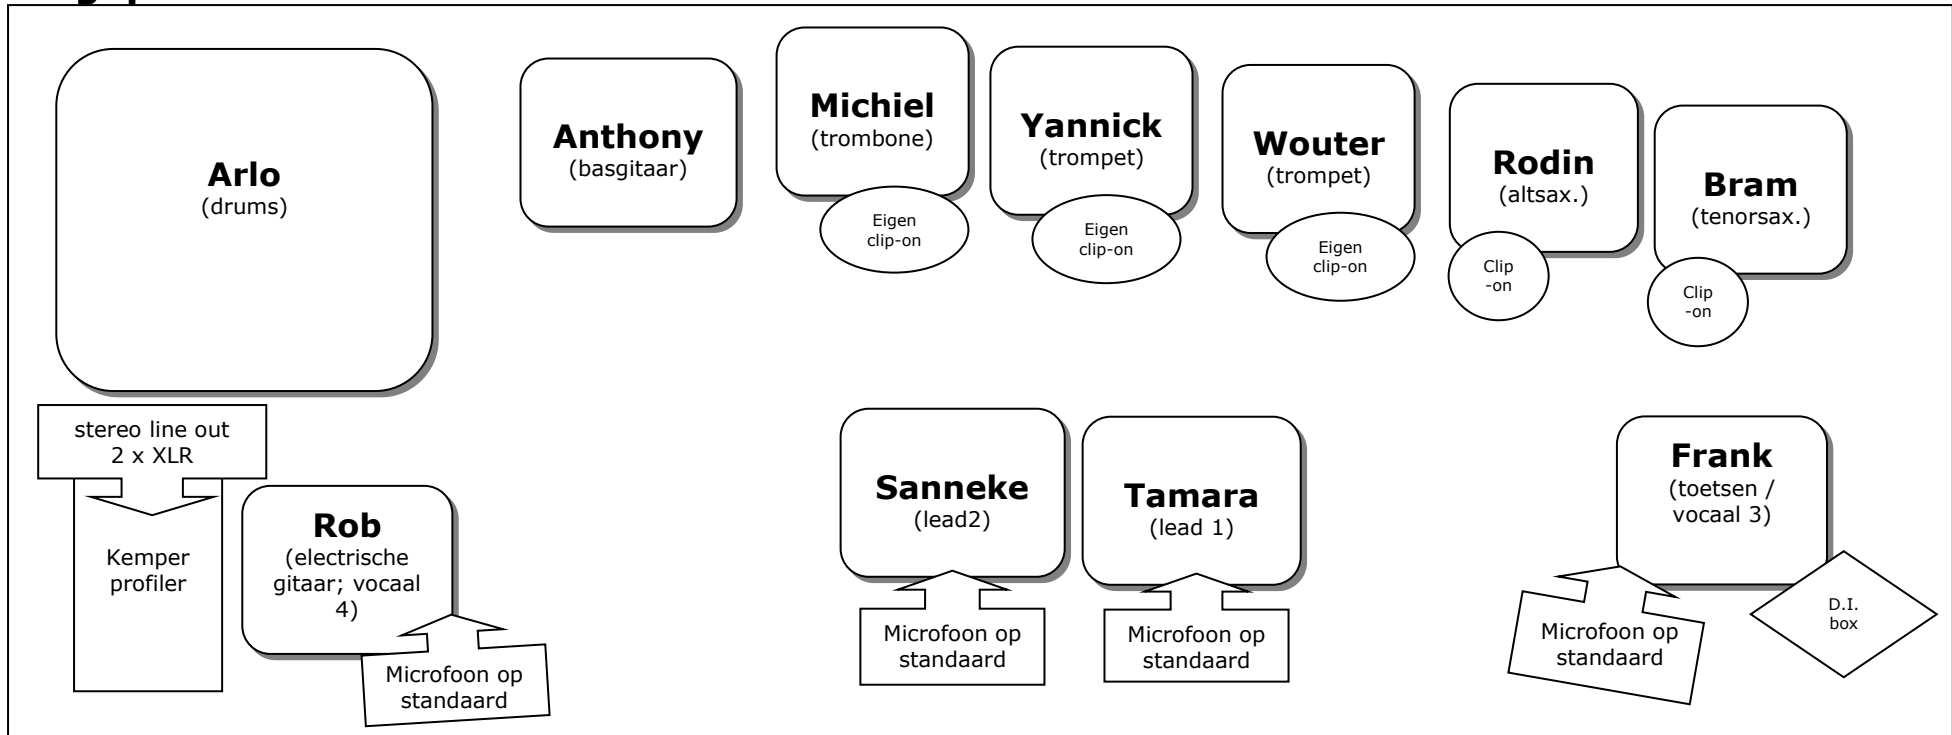 Arlo
(drums)
Anthony
(basgitaar)
Michiel
(trombone)
Eigen
clip-on
Yannick
(trompet)
Eigen
clip-on
Wouter
(trompet)
Eigen
clip-on
Rodin
(altsax.)
Clip
-on
Bram
(tenorsax.)
Clip
-on
stereo line out
2 x XLR
Kemper
profiler
Rob
(electrische
gitaar; vocaal
4)
Microfoon op
standaard
Sanneke
(lead2)
Microfoon op
standaard
Tamara
(lead 1)
Microfoon op
standaard
Frank
(toetsen /
vocaal 3)
Microfoon op
standaard
D.I.
box